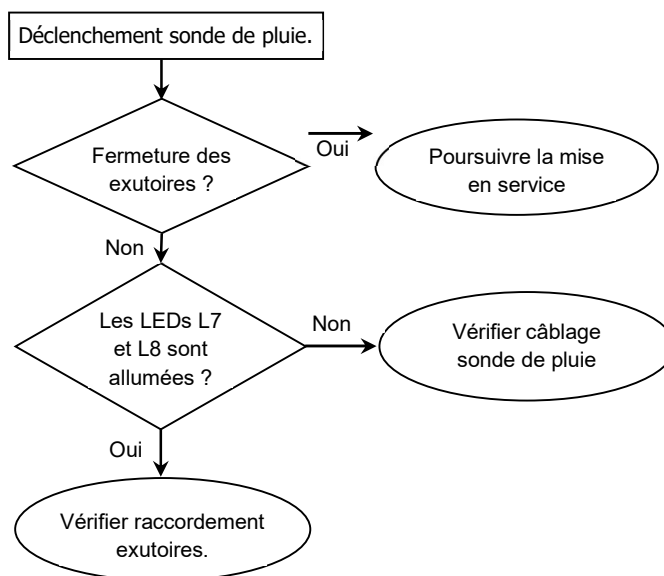 Déclenchement sonde de pluie.
Fermeture des
exutoires ?
Oui
Poursuivre la mise
en service
Non
Les LEDs L7
et L8 sont
allumées ?
Non
Vérifier câblage
sonde de pluie
Oui
Vérifier raccordement
exutoires.